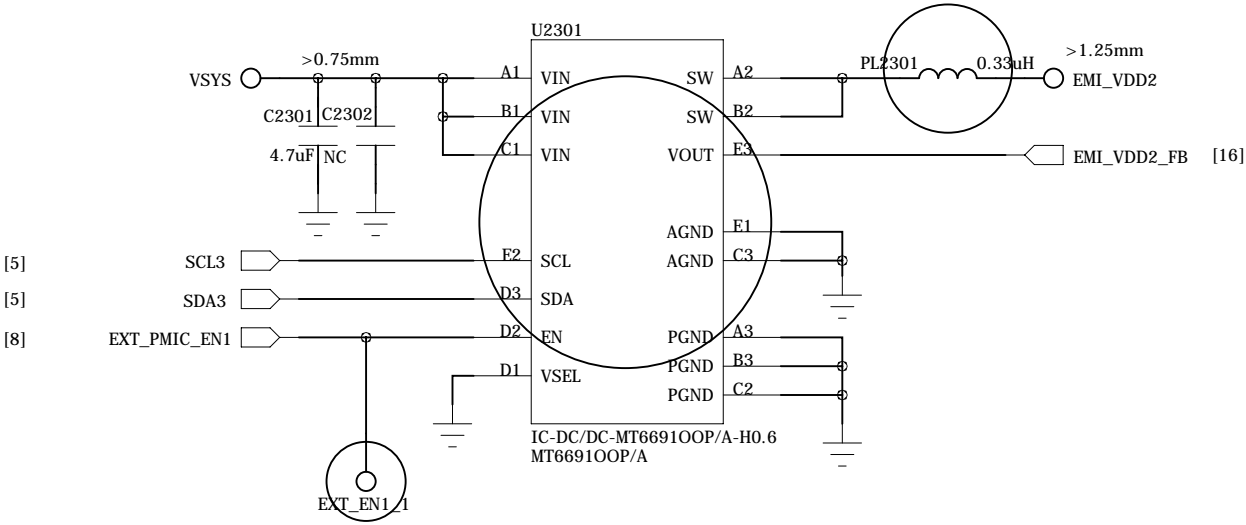 U2301
>0.75mm
VSYS
C2301 C2302
4.7uF NC
A1 VIN
B1 VIN
C1 VIN
SW A2
SW B2
VOUT E3
PL2301 0.33uH
>1.25mm
EMI_VDD2
EMI_VDD2_FB [16]
AGND E1
AGND C3
[5] SCL3 E2 SCL
[5] SDA3 D3 SDA
[8] EXT_PMIC_EN1 D2 EN
D1 VSEL
PGND A3
PGND B3
PGND C2
IC-DC/DC-MT6691OOP/A-H0.6
MT6691OOP/A
EXT_EN1_1